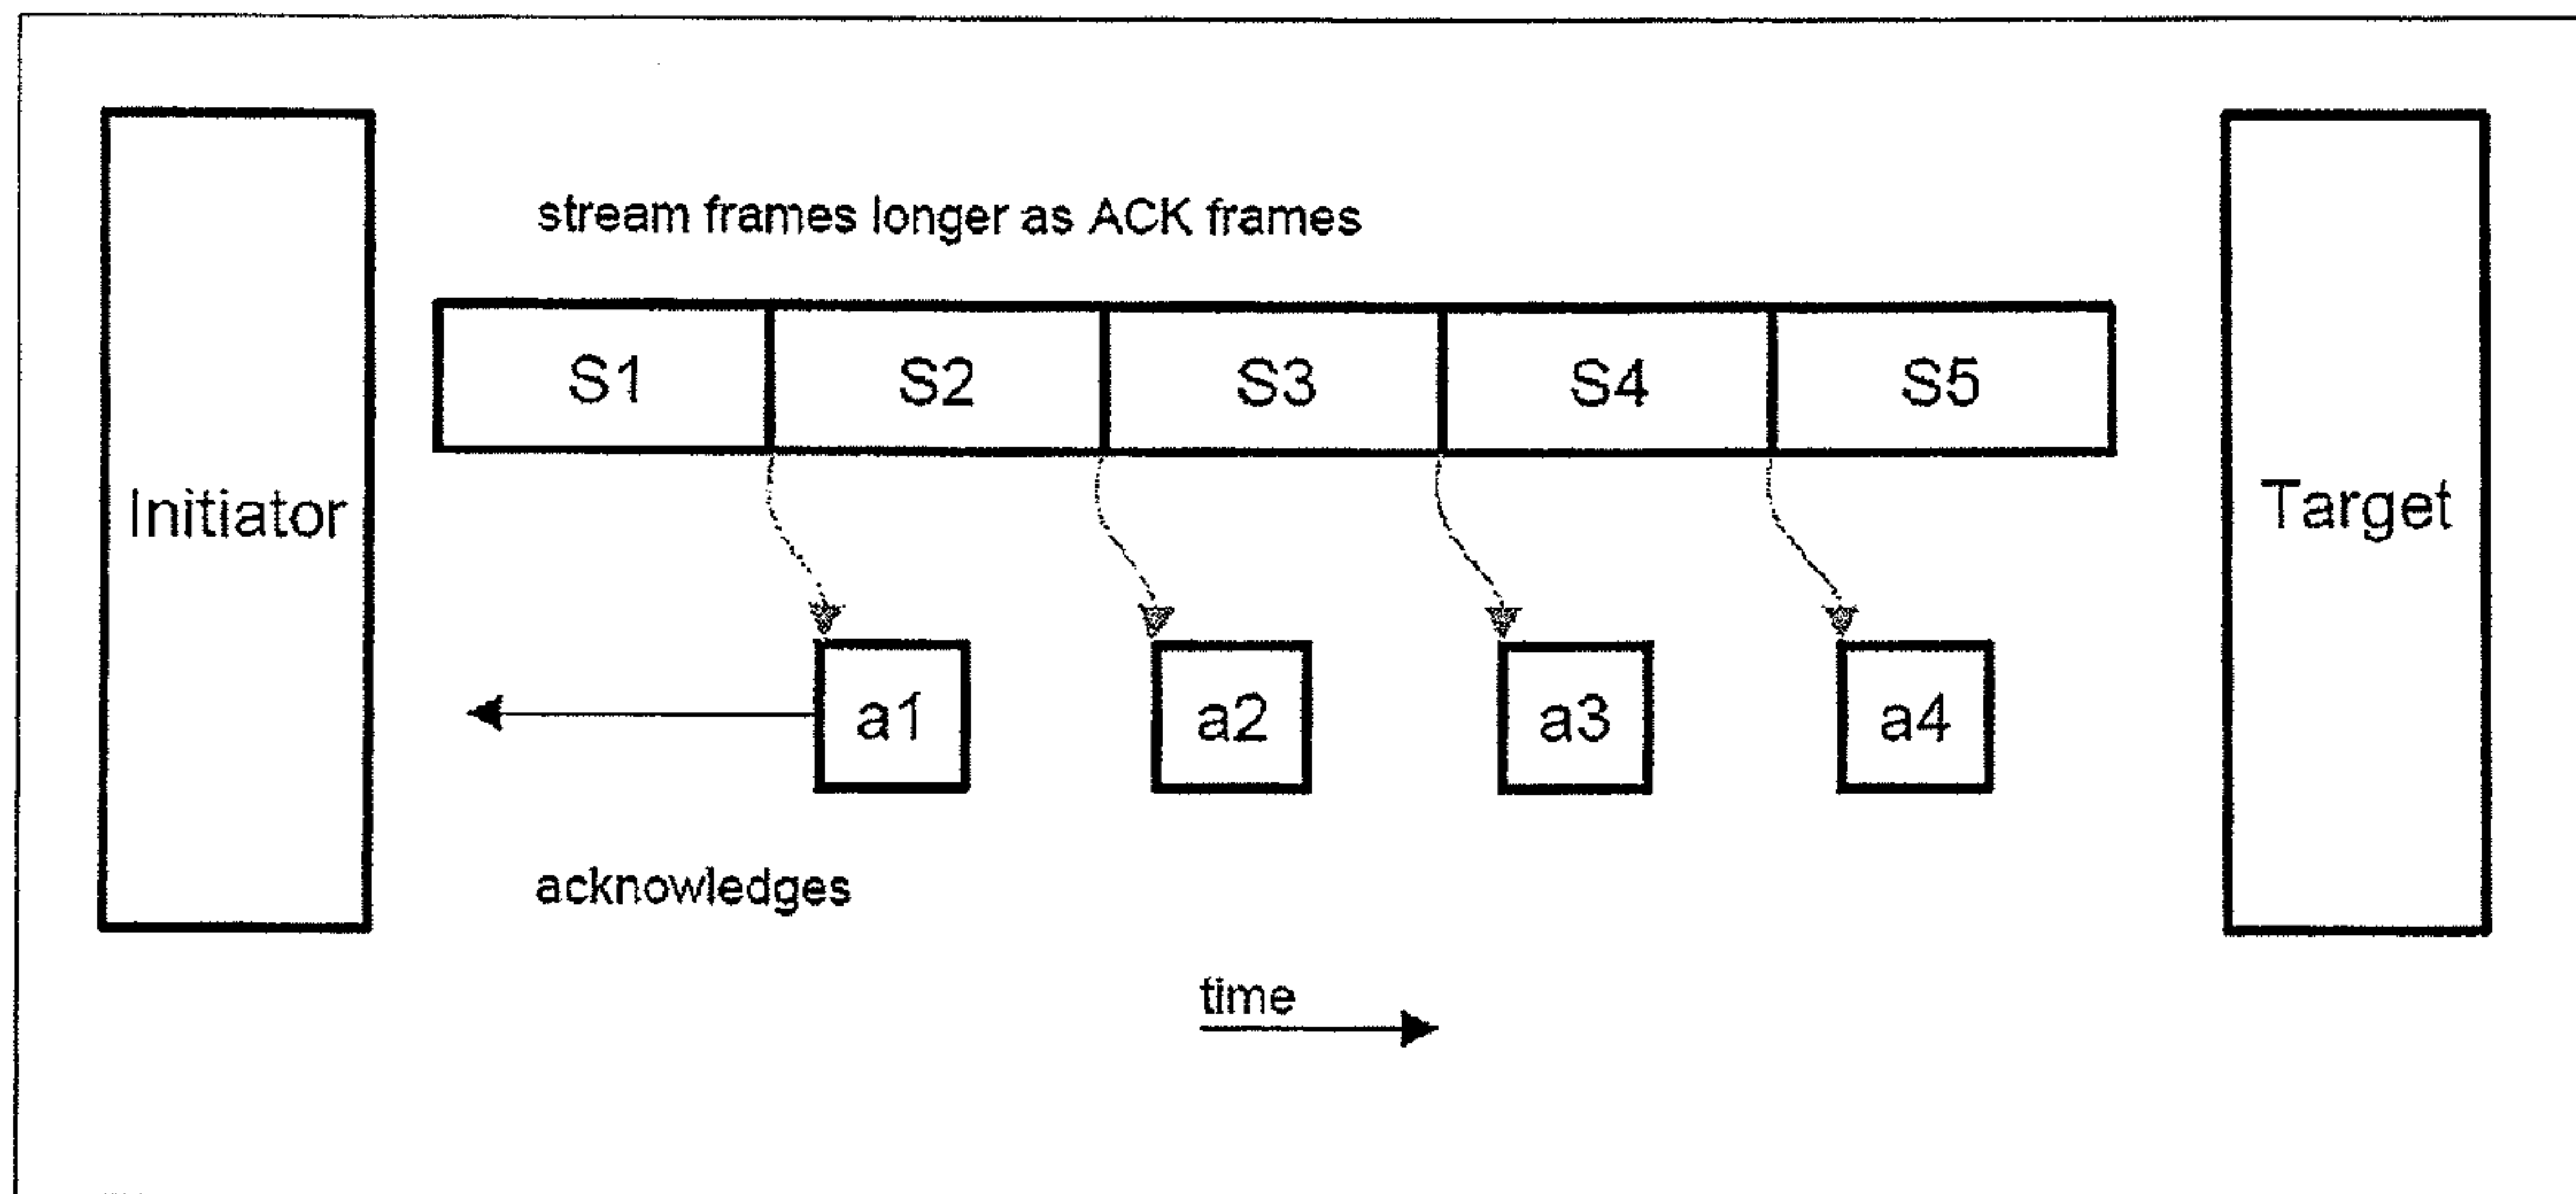 stream frames longer as ACK frames
S1 S2 S3 S4 S5
Initiator
Target
a1 a2 a3 a4
acknowledges
time